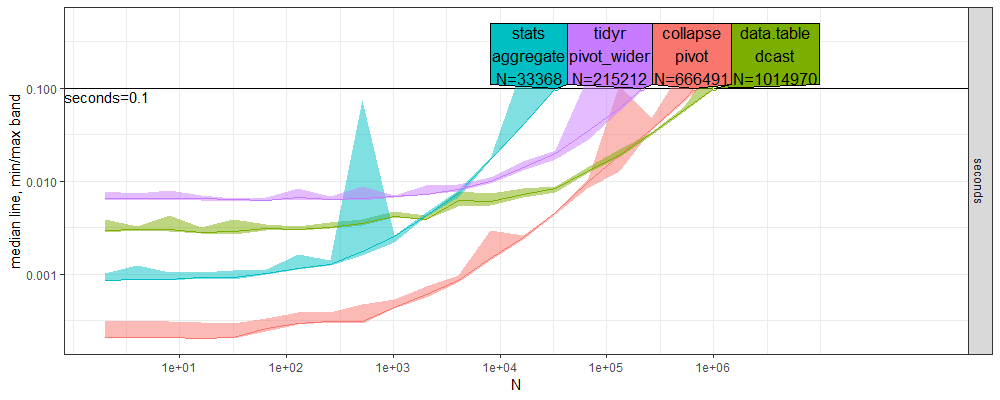 stats tidyr collapse data.table
aggregate pivot_wider pivot dcast
N=33368 N=215212 N=666491 N=1014970
0.100
seconds=0.1
0.010
0.001
median line, min/max band
seconds
1e+01 1e+02 1e+03 1e+04 1e+05 1e+06
N